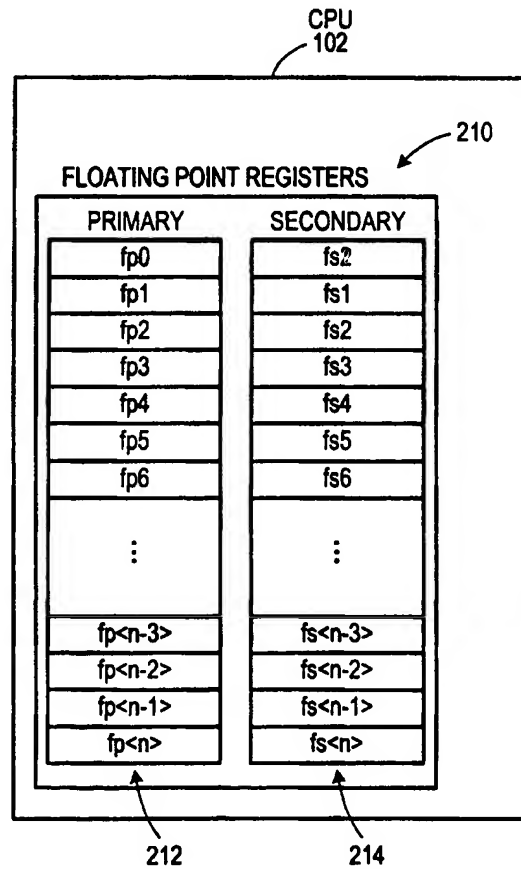 CPU
102
210
FLOATING POINT REGISTERS
PRIMARY SECONDARY
fp0 fs2
fp1 fs1
fp2 fs2
fp3 fs3
fp4 fs4
fp5 fs5
fp6 fs6
⋮ ⋮
fp<n-3> fs<n-3>
fp<n-2> fs<n-2>
fp<n-1> fs<n-1>
fp<n> fs<n>
212 214